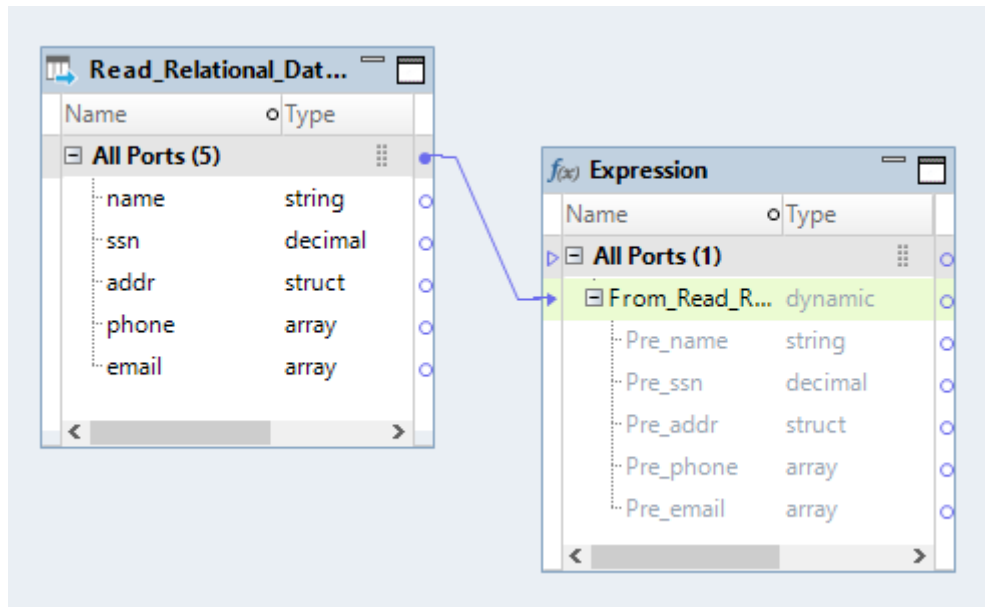 Read_Relational_Dat...
Name Type
All Ports (5)
name string
ssn decimal
addr struct
phone array
email array
f(x) Expression
Name Type
All Ports (1)
From_Read_R... dynamic
Pre_name string
Pre_ssn decimal
Pre_addr struct
Pre_phone array
Pre_email array